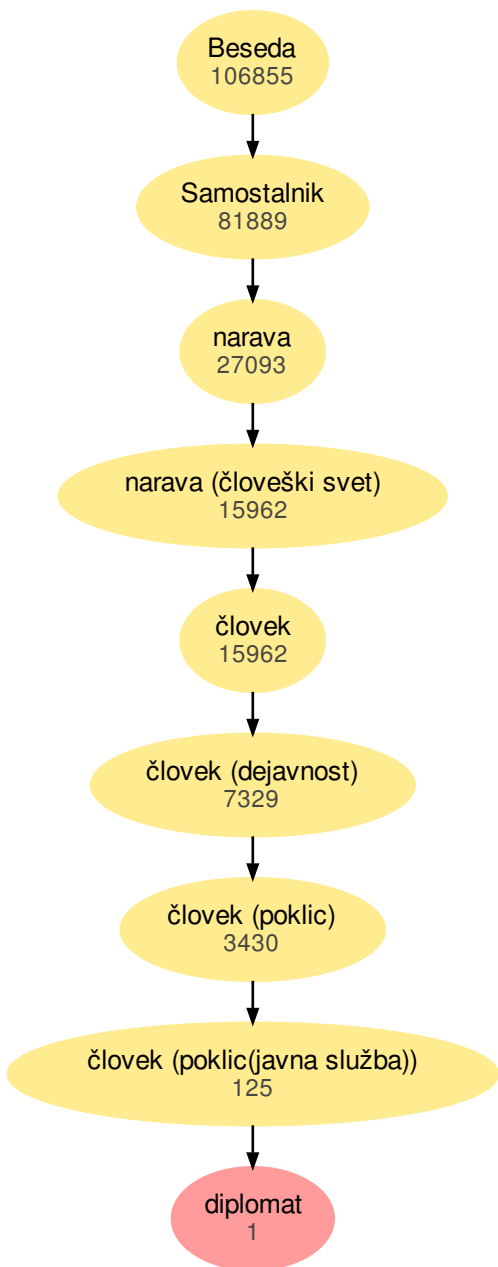 Beseda
106855
Samostalnik
81889
narava
27093
narava (človeški svet)
15962
človek
15962
človek (dejavnost)
7329
človek (poklic)
3430
človek (poklic(javna služba))
125
diplomat
1